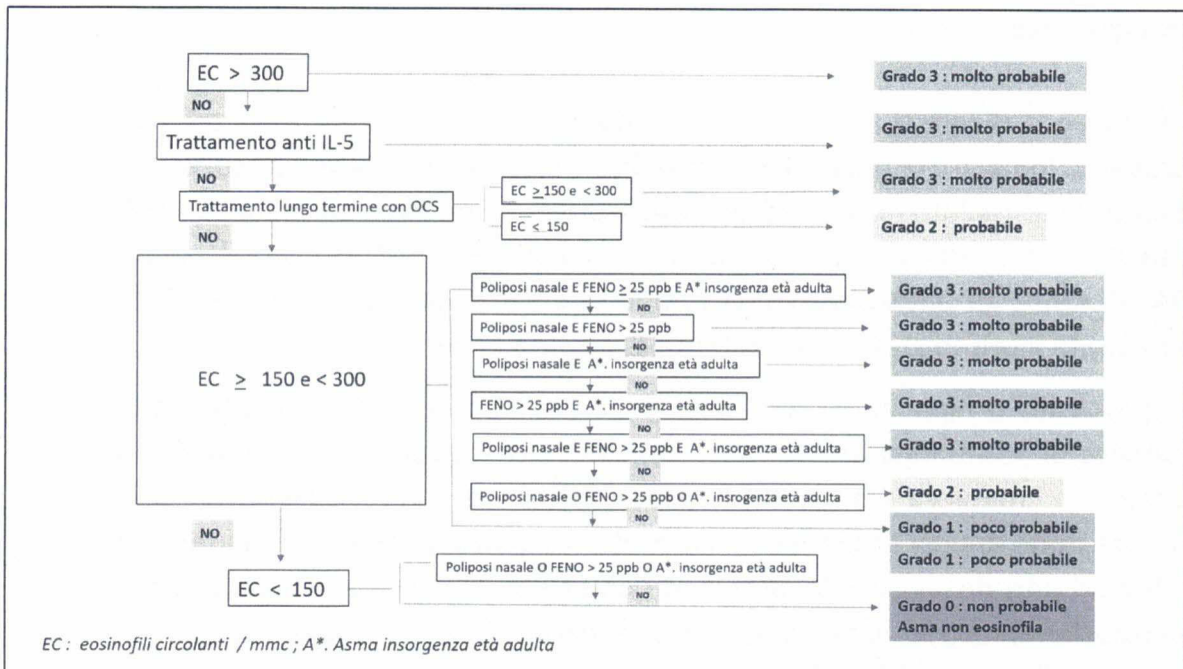 EC > 300
Grado 3 : molto probabile
NO
Trattamento anti IL-5
Grado 3 : molto probabile
NO
Trattamento lungo termine con OCS
EC ≥ 150 e < 300
Grado 3 : molto probabile
EC < 150
Grado 2 : probabile
NO
EC ≥ 150 e < 300
Poliposi nasale E FENO ≥ 25 ppb E A* insorgenza età adulta
Grado 3 : molto probabile
NO
Poliposi nasale E FENO > 25 ppb
Grado 3 : molto probabile
NO
Poliposi nasale E A*. insorgenza età adulta
Grado 3 : molto probabile
NO
FENO > 25 ppb E A*. insorgenza età adulta
Grado 3 : molto probabile
NO
Poliposi nasale E FENO > 25 ppb E A*. insorgenza età adulta
Grado 3 : molto probabile
NO
Poliposi nasale O FENO > 25 ppb O A*. insrogenza età adulta
Grado 2 : probabile
NO
Grado 1 : poco probabile
NO
EC < 150
Poliposi nasale O FENO > 25 ppb O A*. insorgenza età adulta
Grado 1 : poco probabile
NO
Grado 0 : non probabile
Asma non eosinofila
EC : eosinofili circolanti / mmc ; A*. Asma insorgenza età adulta